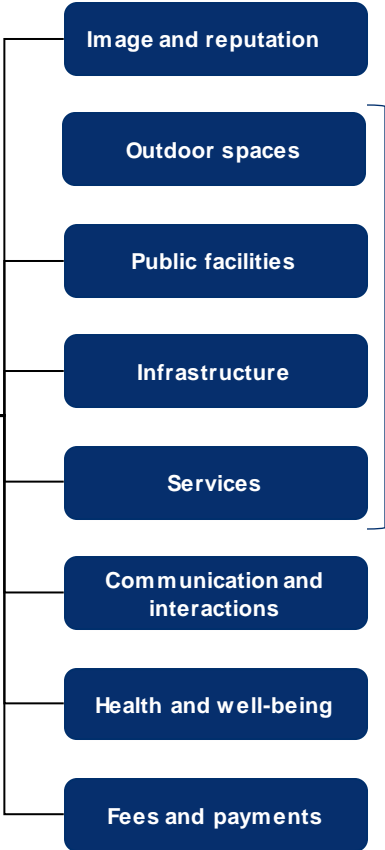 Image and reputation
Outdoor spaces
Public facilities
Infrastructure
Services
Communication and
interactions
Health and well-being
Fees and payments